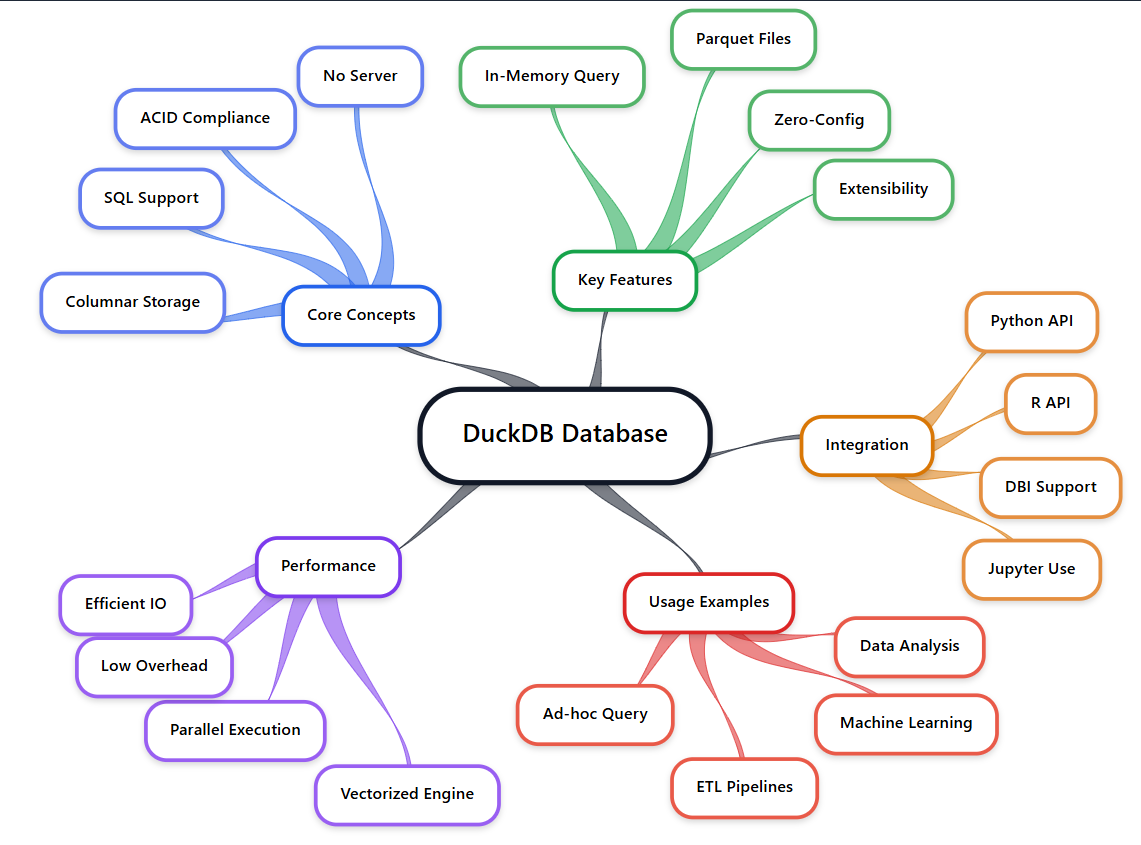 DuckDB Database
Core Concepts
No Server
ACID Compliance
SQL Support
Columnar Storage
Key Features
In-Memory Query
Parquet Files
Zero-Config
Extensibility
Integration
Python API
R API
DBI Support
Jupyter Use
Usage Examples
Data Analysis
Machine Learning
ETL Pipelines
Ad-hoc Query
Performance
Efficient IO
Low Overhead
Parallel Execution
Vectorized Engine